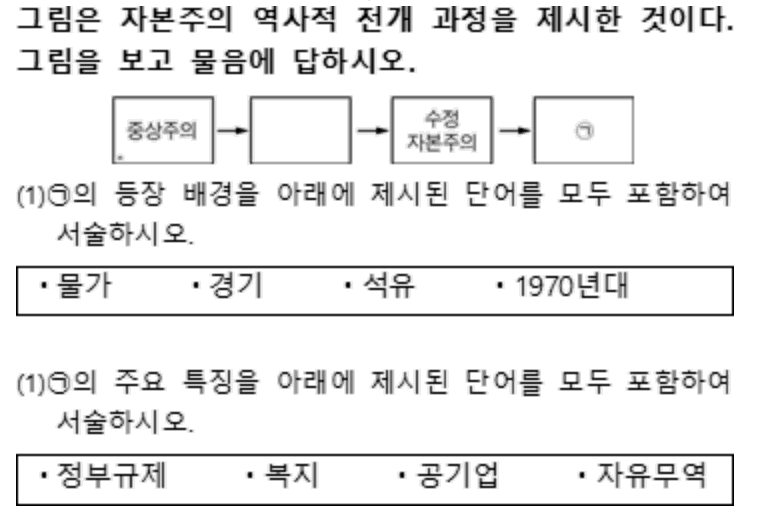 그림은 자본주의 역사적 전개 과정을 제시한 것이다.
그림을 보고 물음에 답하시오.
중상주의
수정
자본주의
㉠
(1)㉠의 등장 배경을 아래에 제시된 단어를 모두 포함하여
서술하시오.
・물가 ・경기 ・석유 ・1970년대
(1)㉠의 주요 특징을 아래에 제시된 단어를 모두 포함하여
서술하시오.
・정부규제 ・복지 ・공기업 ・자유무역